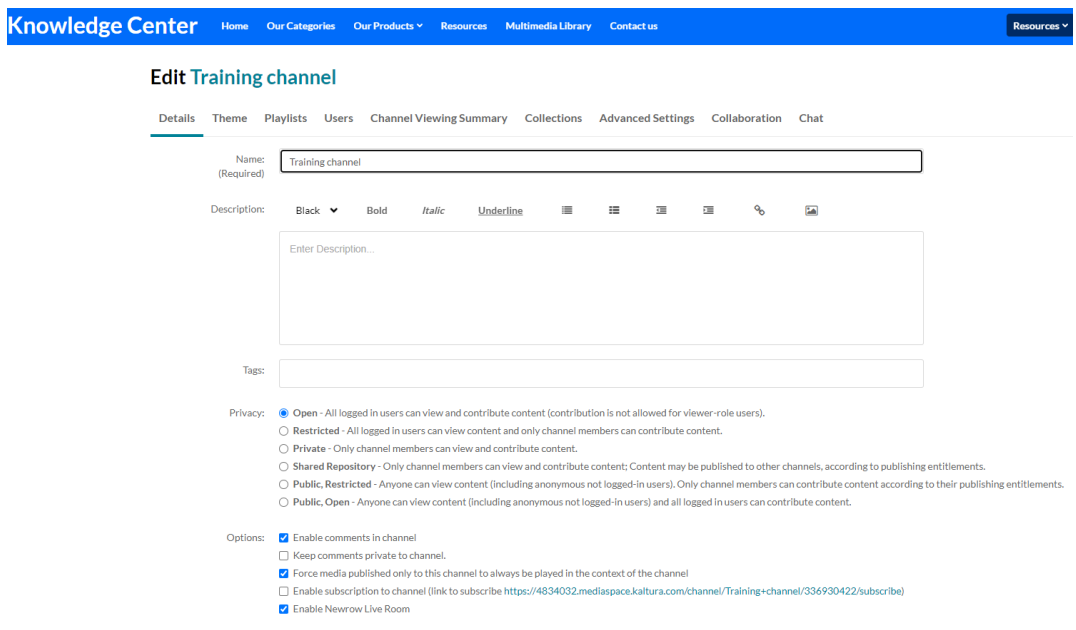 Knowledge Center Home Our Categories Our Products Resources Multimedia Library Contact us Resources
Edit Training channel
Details Theme Playlists Users Channel Viewing Summary Collections Advanced Settings Collaboration Chat
Name: Training channel
(Required)
Description: Black Bold Italic Underline
Enter Description...
Tags:
Privacy: Open - All logged in users can view and contribute content (contribution is not allowed for viewer-role users).
Restricted - All logged in users can view content and only channel members can contribute content.
Private - Only channel members can view and contribute content.
Shared Repository - Only channel members can view and contribute content; Content may be published to other channels, according to publishing entitlements.
Public, Restricted - Anyone can view content (including anonymous not logged-in users). Only channel members can contribute content according to their publishing entitlements.
Public, Open - Anyone can view content (including anonymous not logged-in users) and all logged in users can contribute content.
Options: Enable comments in channel
Keep comments private to channel.
Force media published only to this channel to always be played in the context of the channel
Enable subscription to channel (link to subscribe https://4834032.mediaspace.kaltura.com/channel/Training+channel/336930422/subscribe)
Enable Newrow Live Room